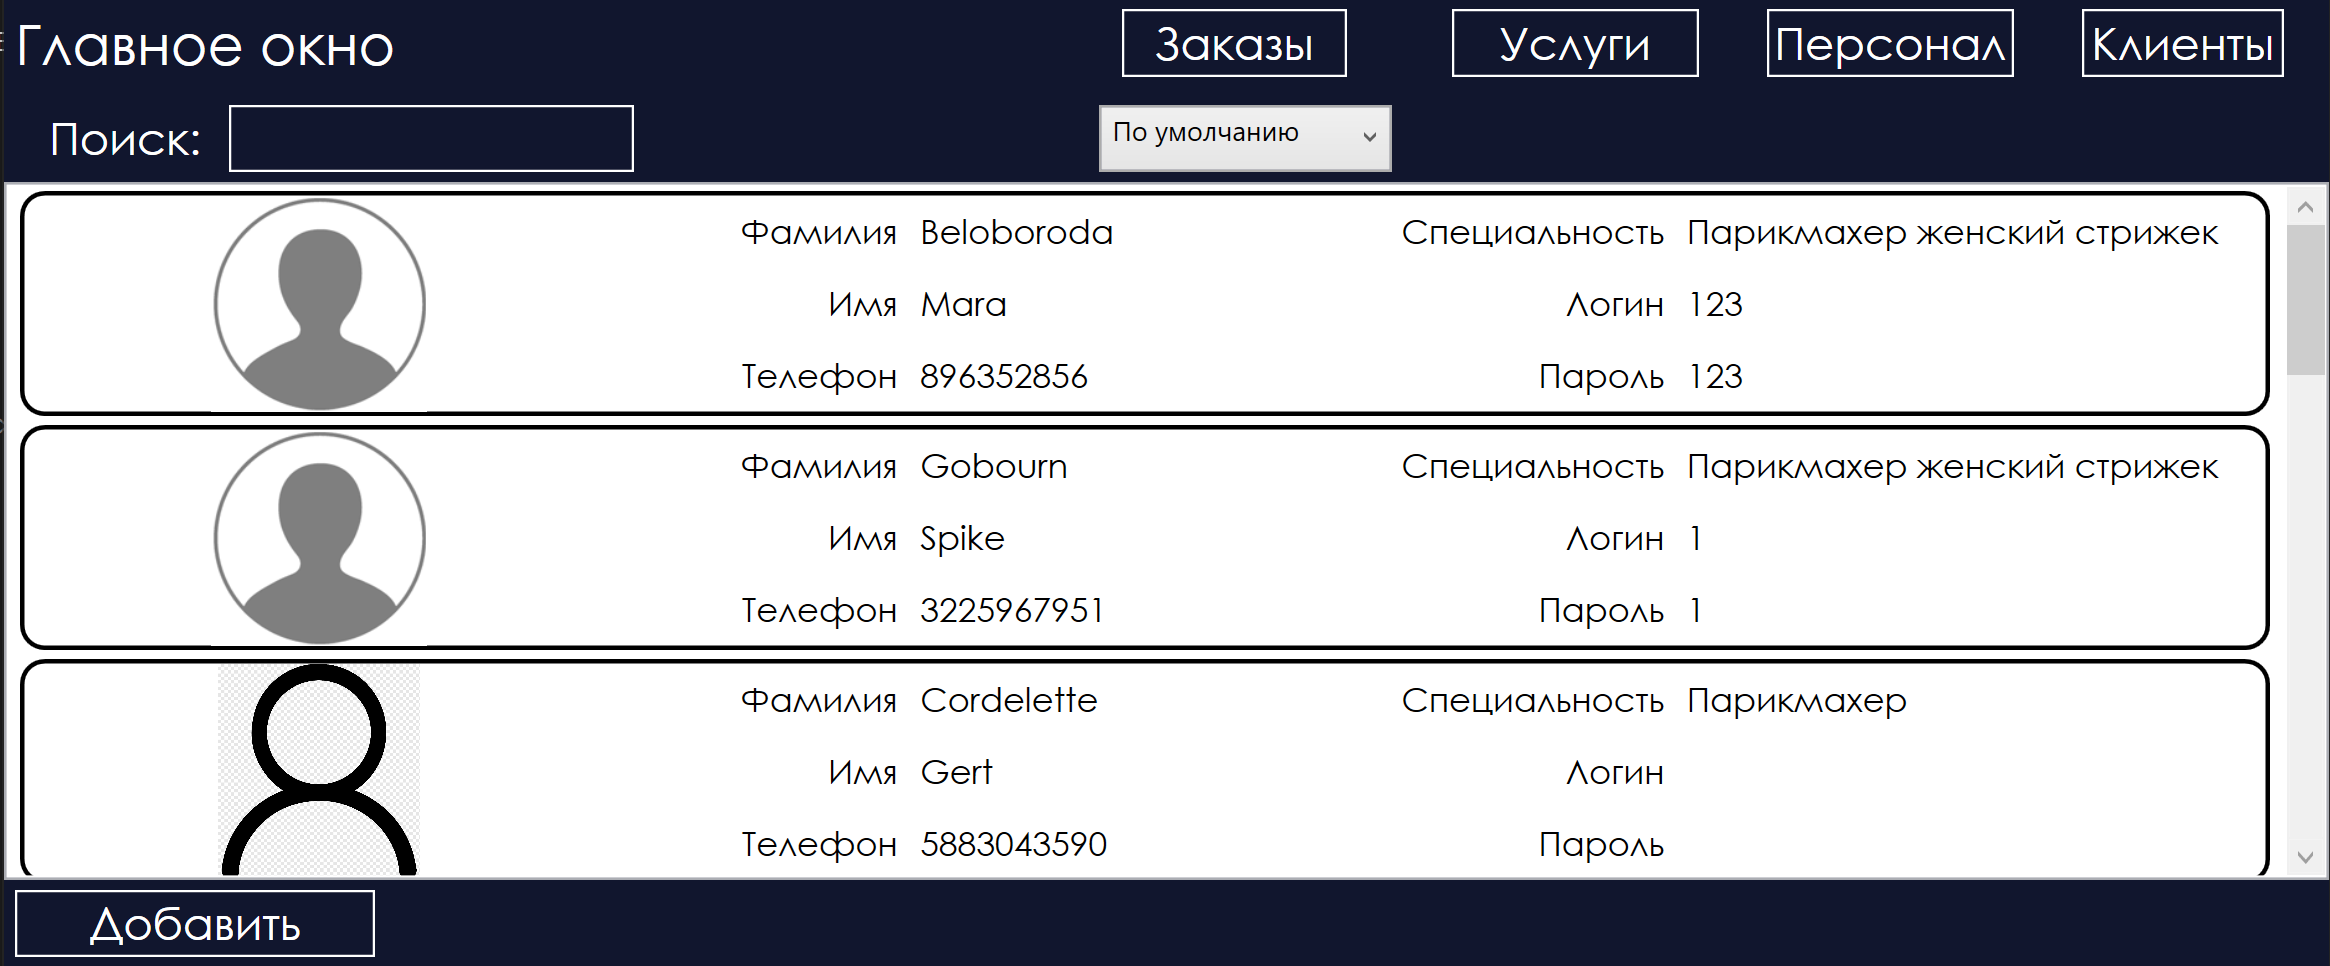 Главное окно Заказы Услуги Персонал Клиенты
Поиск: По умолчанию
Фамилия Beloboroda Специальность Парикмахер женский стрижек
Имя Mara Логин 123
Телефон 896352856 Пароль 123
Фамилия Gobourn Специальность Парикмахер женский стрижек
Имя Spike Логин 1
Телефон 3225967951 Пароль 1
Фамилия Cordelette Специальность Парикмахер
Имя Gert Логин
Телефон 5883043590 Пароль
Добавить